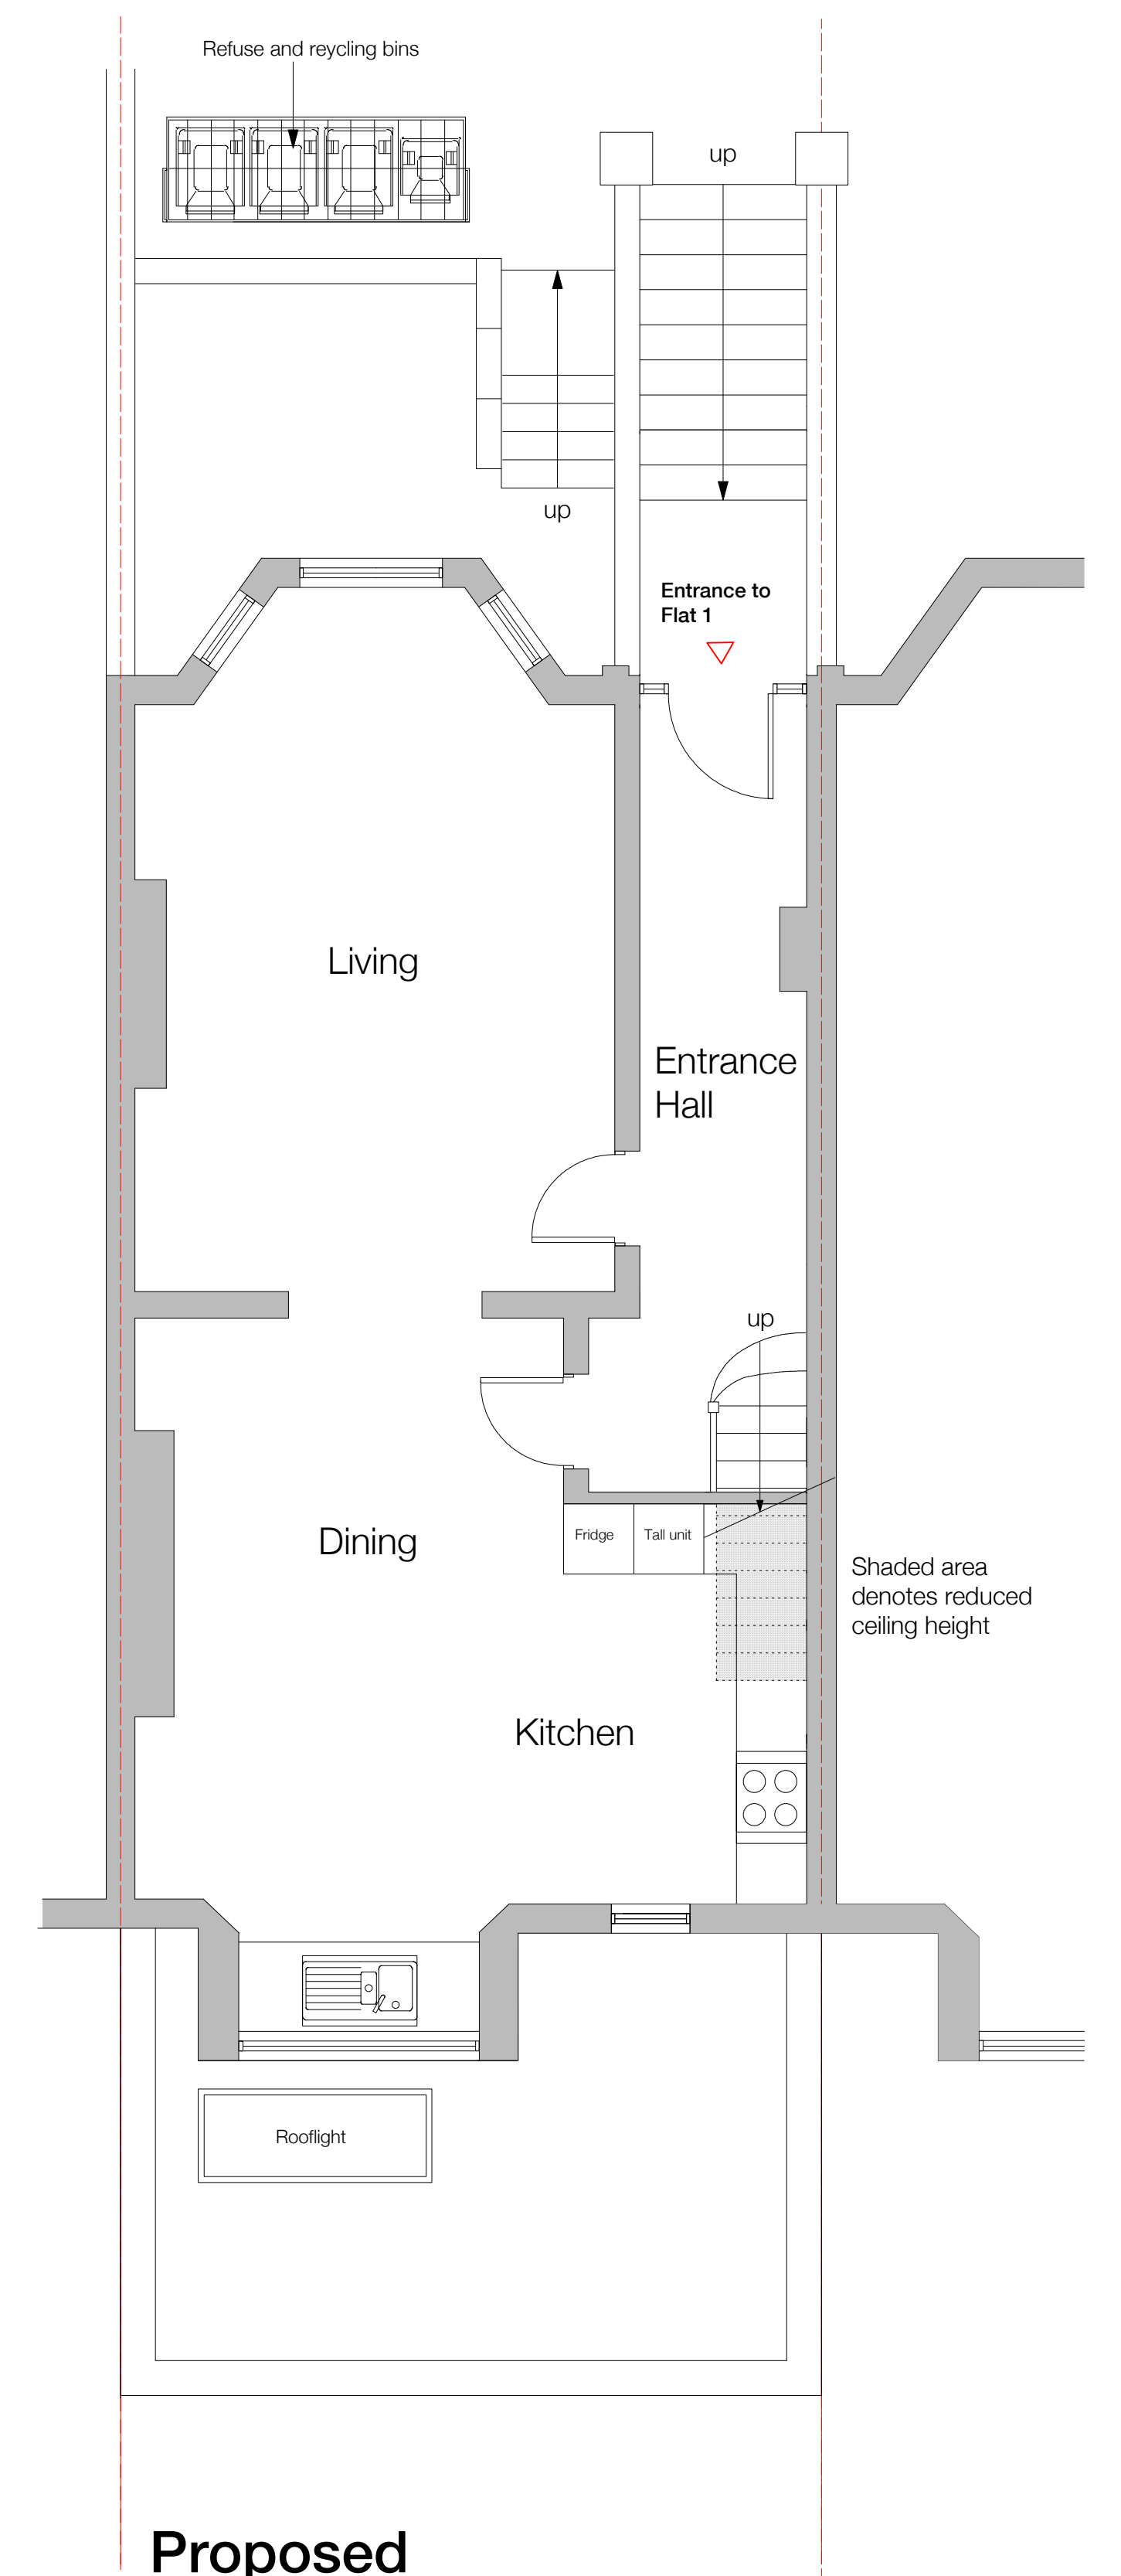 Refuse and reycling bins
up
up
Entrance to
Flat 1
Living
Entrance
Hall
up
Fridge
Tall unit
Dining
Shaded area
denotes reduced
ceiling height
Kitchen
Rooflight
Proposed